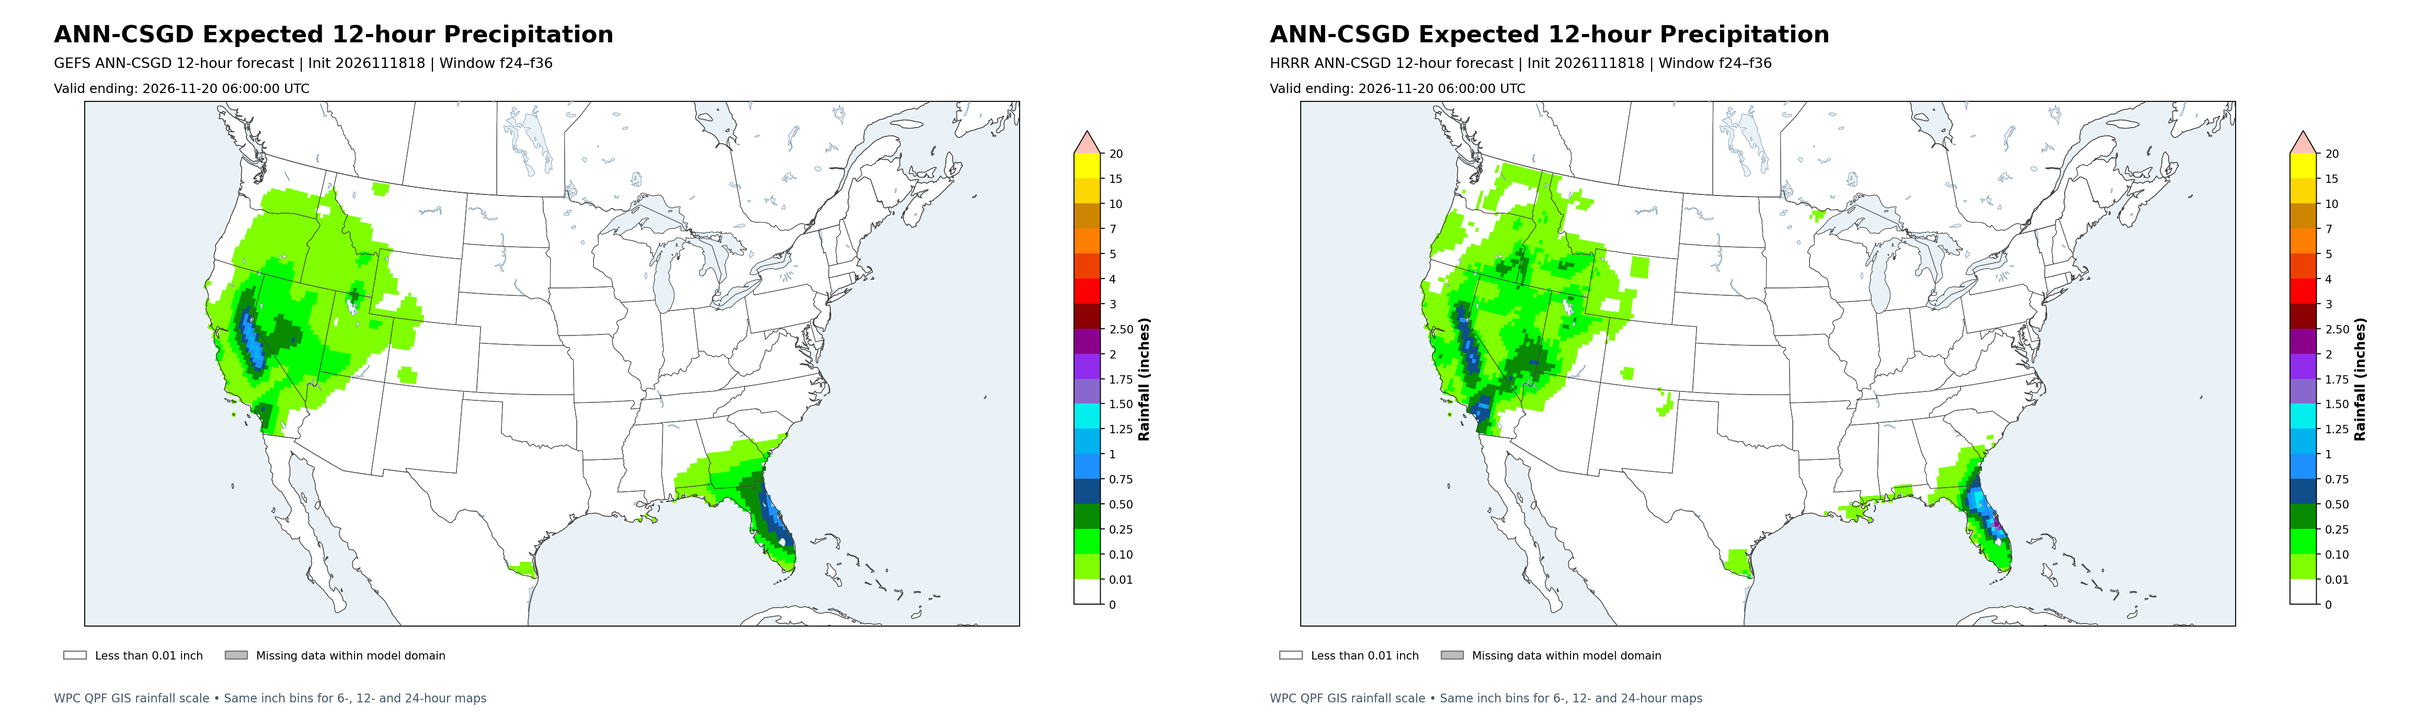 ANN-CSGD Expected 12-hour Precipitation
GEFS ANN-CSGD 12-hour forecast | Init 2026111818 | Window f24–f36
Valid ending: 2026-11-20 06:00:00 UTC
20
15
10
7
5
4
3
2.50
2
1.75
1.50
1.25
1
0.75
0.50
0.25
0.10
0.01
0
Rainfall (inches)
Less than 0.01 inch
Missing data within model domain
WPC QPF GIS rainfall scale • Same inch bins for 6-, 12- and 24-hour maps
ANN-CSGD Expected 12-hour Precipitation
HRRR ANN-CSGD 12-hour forecast | Init 2026111818 | Window f24–f36
Valid ending: 2026-11-20 06:00:00 UTC
20
15
10
7
5
4
3
2.50
2
1.75
1.50
1.25
1
0.75
0.50
0.25
0.10
0.01
0
Rainfall (inches)
Less than 0.01 inch
Missing data within model domain
WPC QPF GIS rainfall scale • Same inch bins for 6-, 12- and 24-hour maps